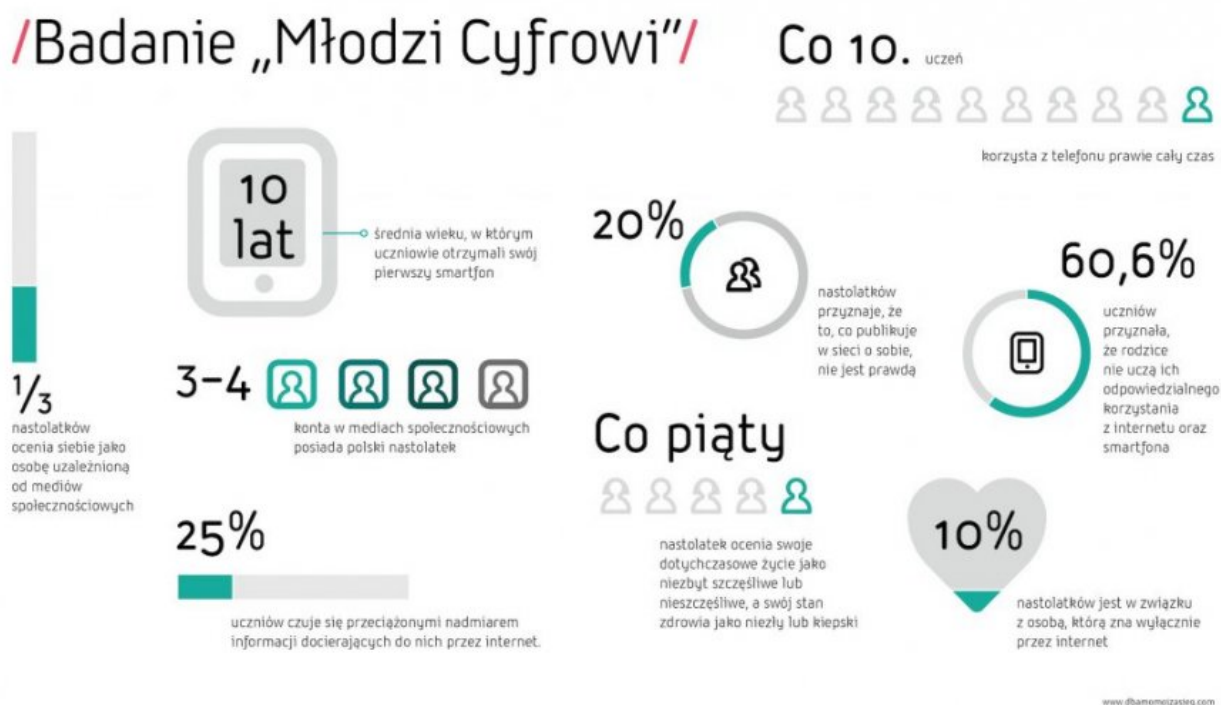 /Badanie „Młodzi Cyfrowi”/
Co 10. uczeń
korzysta z telefonu prawie cały czas
10
lat
średnia wieku, w którym
uczniowie otrzymali swój
pierwszy smartfon
20%
nastolatków
przyznaje, że
to, co publikuje
w sieci o sobie,
nie jest prawdą
60,6%
uczniów
przyznała,
że rodzice
nie uczą ich
odpowiedzialnego
korzystania
z internetu oraz
smartfona
1/3
nastolatków
ocenia siebie jako
osobę uzależnioną
od mediów
społecznościowych
3-4
konta w mediach społecznościowych
posiada polski nastolatek
Co piąty
nastolatek ocenia swoje
dotychczasowe życie jako
niezbyt szczęśliwe lub
nieszczęśliwe, a swój stan
zdrowia jako niezły lub kiepski
25%
uczniów czuje się przeciążonymi nadmiarem
informacji docierających do nich przez internet.
10%
nastolatków jest w związku
z osobą, którą zna wyłącznie
przez internet
www.dbamomojzasieg.com